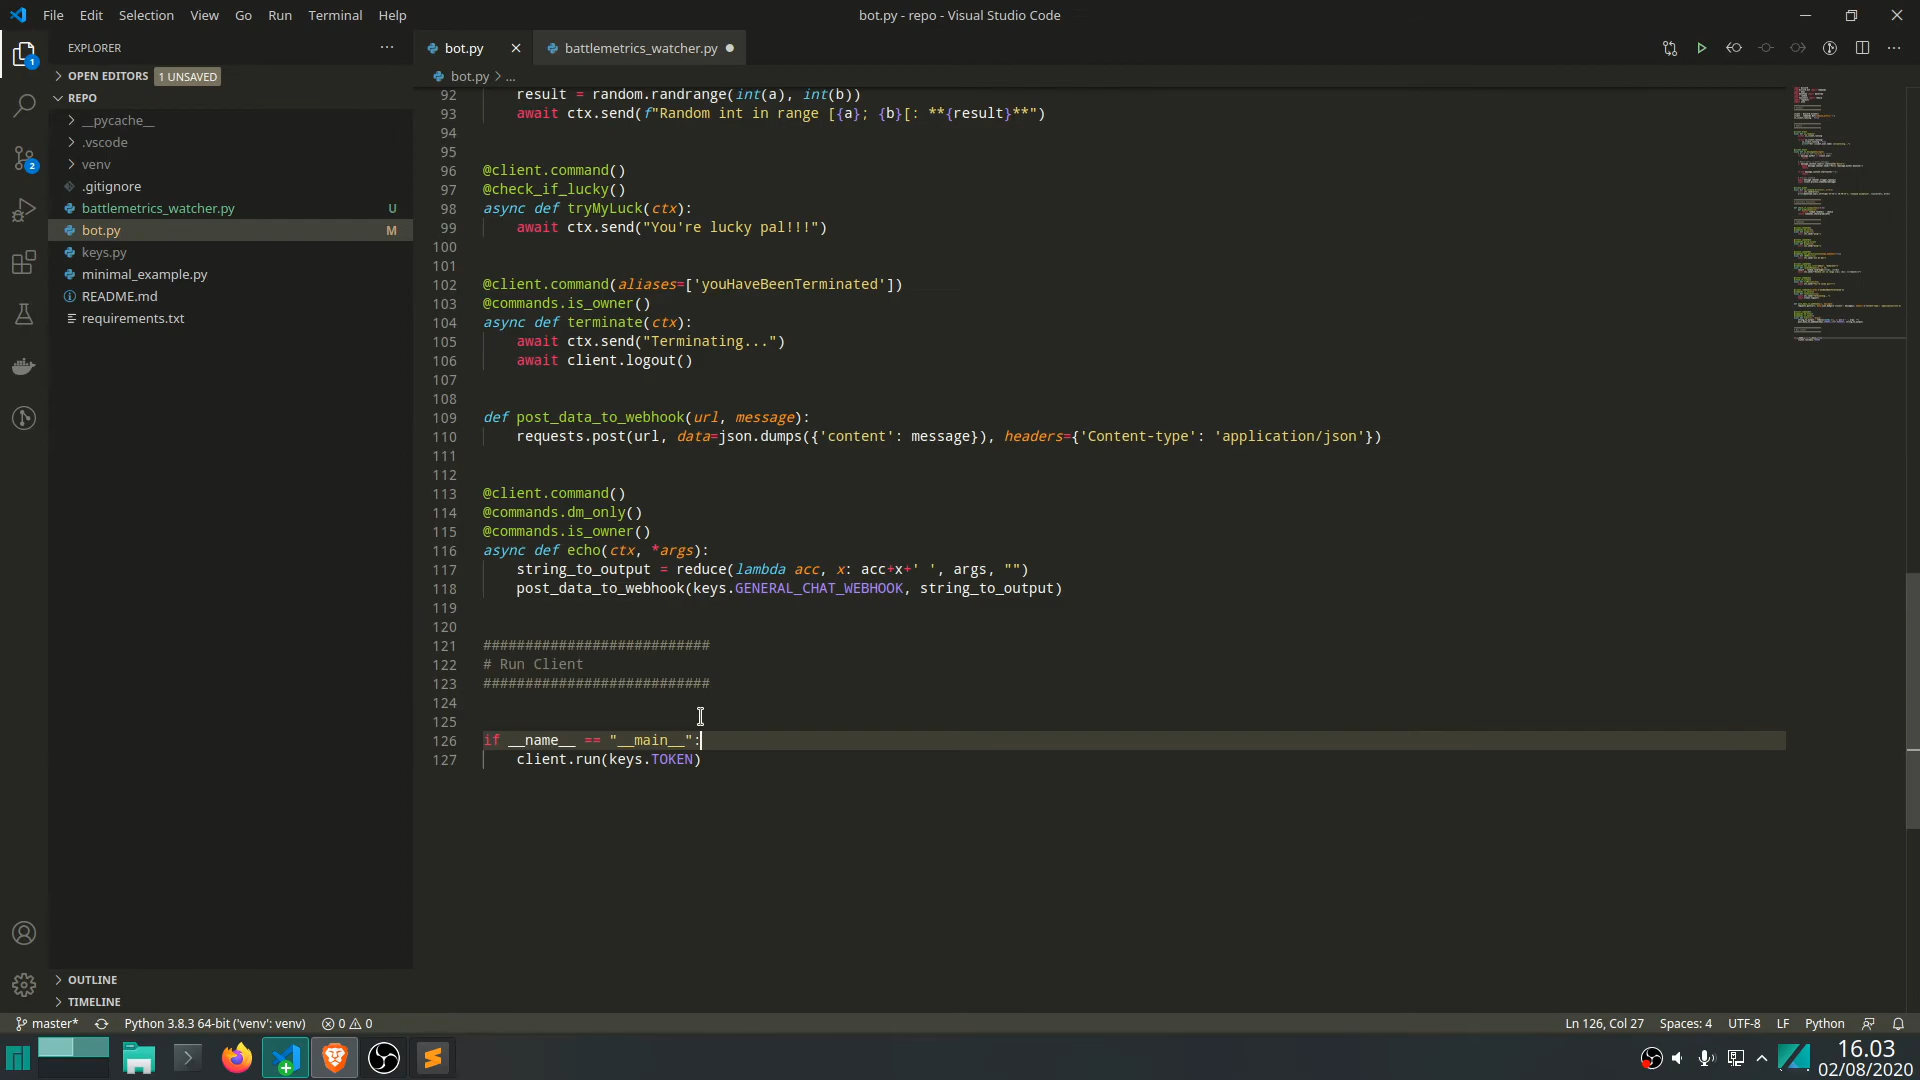 File Edit Selection View Go Run Terminal Help
bot.py - repo - Visual Studio Code
EXPLORER
OPEN EDITORS 1 UNSAVED
REPO
__pycache__
.vscode
venv
.gitignore
battlemetrics_watcher.py U
bot.py M
keys.py
minimal_example.py
README.md
requirements.txt
OUTLINE
TIMELINE
1
2
bot.py
battlemetrics_watcher.py
bot.py > ...
92 result = random.randrange(int(a), int(b))
93 await ctx.send(f"Random int in range [{a}; {b}[: **{result}**")
94
95
96 @client.command()
97 @check_if_lucky()
98 async def tryMyLuck(ctx):
99 await ctx.send("You're lucky pal!!!")
100
101
102 @client.command(aliases=['youHaveBeenTerminated'])
103 @commands.is_owner()
104 async def terminate(ctx):
105 await ctx.send("Terminating...")
106 await client.logout()
107
108
109 def post_data_to_webhook(url, message):
110 requests.post(url, data=json.dumps({'content': message}), headers={'Content-type': 'application/json'})
111
112
113 @client.command()
114 @commands.dm_only()
115 @commands.is_owner()
116 async def echo(ctx, *args):
117 string_to_output = reduce(lambda acc, x: acc+x+' ', args, "")
118 post_data_to_webhook(keys.GENERAL_CHAT_WEBHOOK, string_to_output)
119
120
121 ###########################
122 # Run Client
123 ###########################
124
125
126 if __name__ == "__main__":
127 client.run(keys.TOKEN)
master* Python 3.8.3 64-bit ('venv': venv) 0 0
Ln 126, Col 27 Spaces: 4 UTF-8 LF Python
16.03
02/08/2020